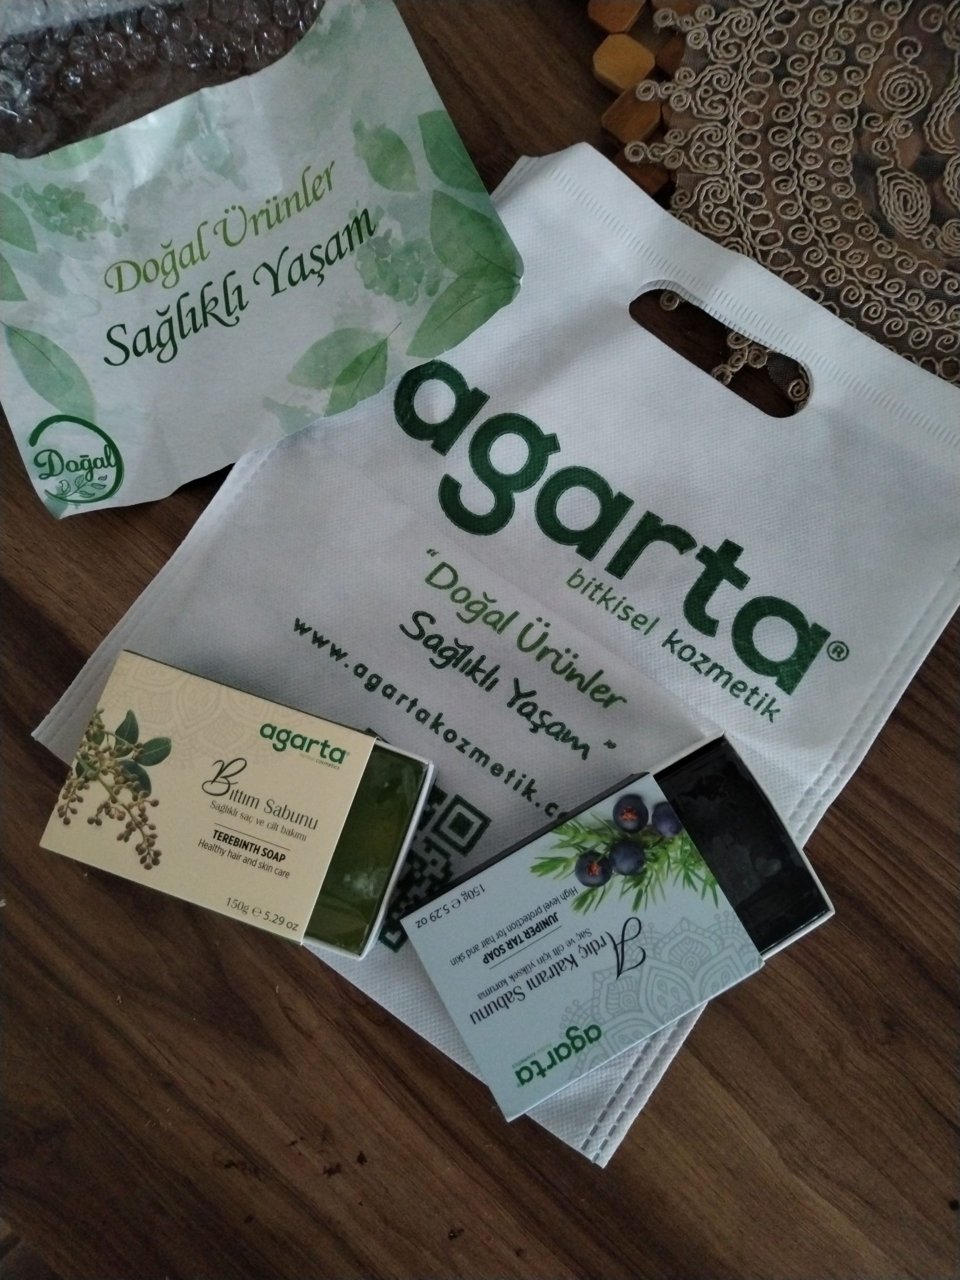 Doğal Ürünler
Sağlıklı Yaşam
Doğal
agarta®
bitkisel kozmetik
"Doğal Ürünler
Sağlıklı Yaşam"
www.agartakozmetik.co
agarta
Bıttım Sabunu
Sağlıklı saç ve cilt bakımı
TEREBINTH SOAP
Healthy hair and skin care
150g ℮ 5.29 oz
agarta
Ardıç Katranı Sabunu
Saç ve cilt için yüksek koruma
JUNIPER TAR SOAP
High level protection for hair and skin
150g ℮ 5.29 oz